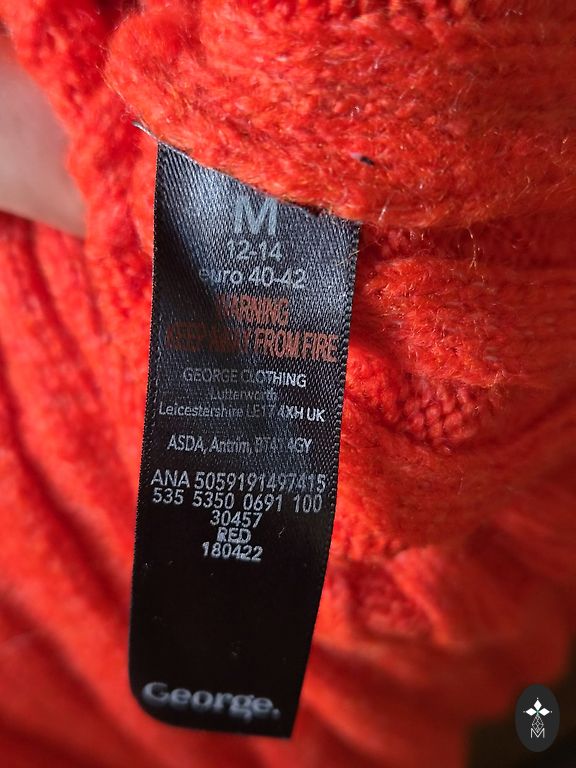 M
12-14
euro 40-42
WARNING
KEEP AWAY FROM FIRE
GEORGE CLOTHING
Lutterworth
Leicestershire LE17 4XH UK
ASDA, Antrim, BT41 4GY
ANA 5059191497415
535 5350 0691 100
30457
RED
180422
George.
M